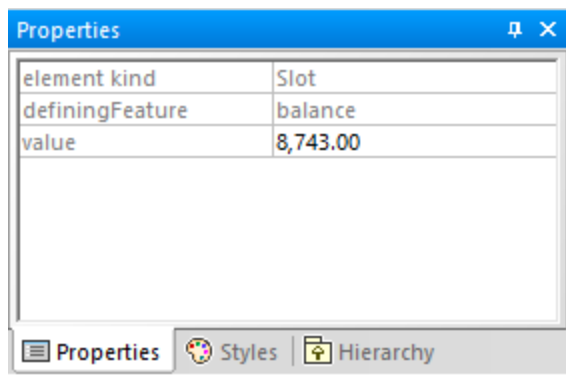 Properties
element kind Slot
definingFeature balance
value 8,743.00
Properties Styles Hierarchy